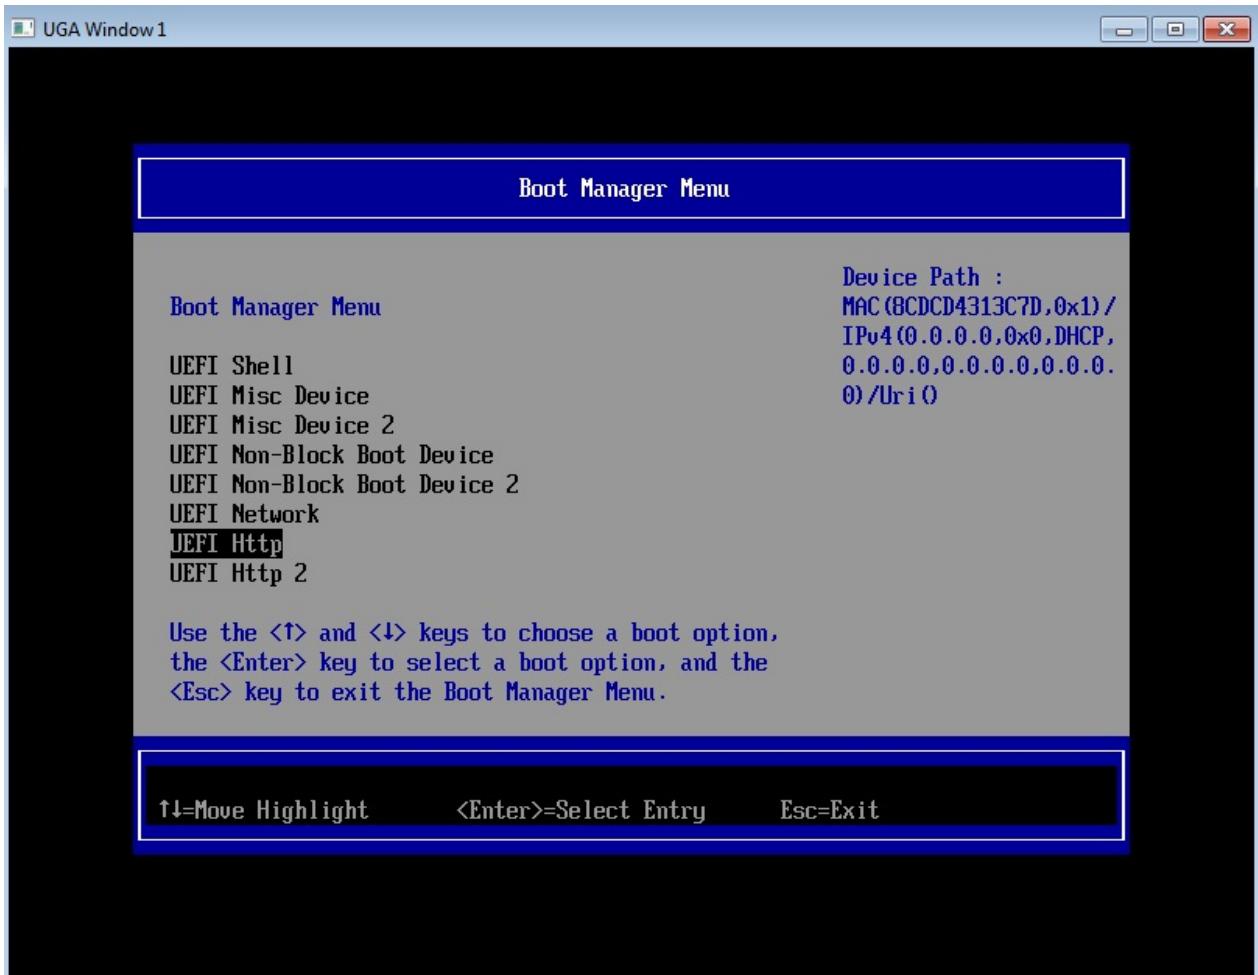 UGA Window 1
Boot Manager Menu
Boot Manager Menu
UEFI Shell
UEFI Misc Device
UEFI Misc Device 2
UEFI Non-Block Boot Device
UEFI Non-Block Boot Device 2
UEFI Network
UEFI Http
UEFI Http 2
Use the <↑> and <↓> keys to choose a boot option,
the <Enter> key to select a boot option, and the
<Esc> key to exit the Boot Manager Menu.
Device Path :
MAC(8CDCD4313C7D,0x1)/
IPv4(0.0.0.0,0x0,DHCP,
0.0.0.0,0.0.0.0,0.0.0.
0)/Uri()
↑↓=Move Highlight <Enter>=Select Entry Esc=Exit